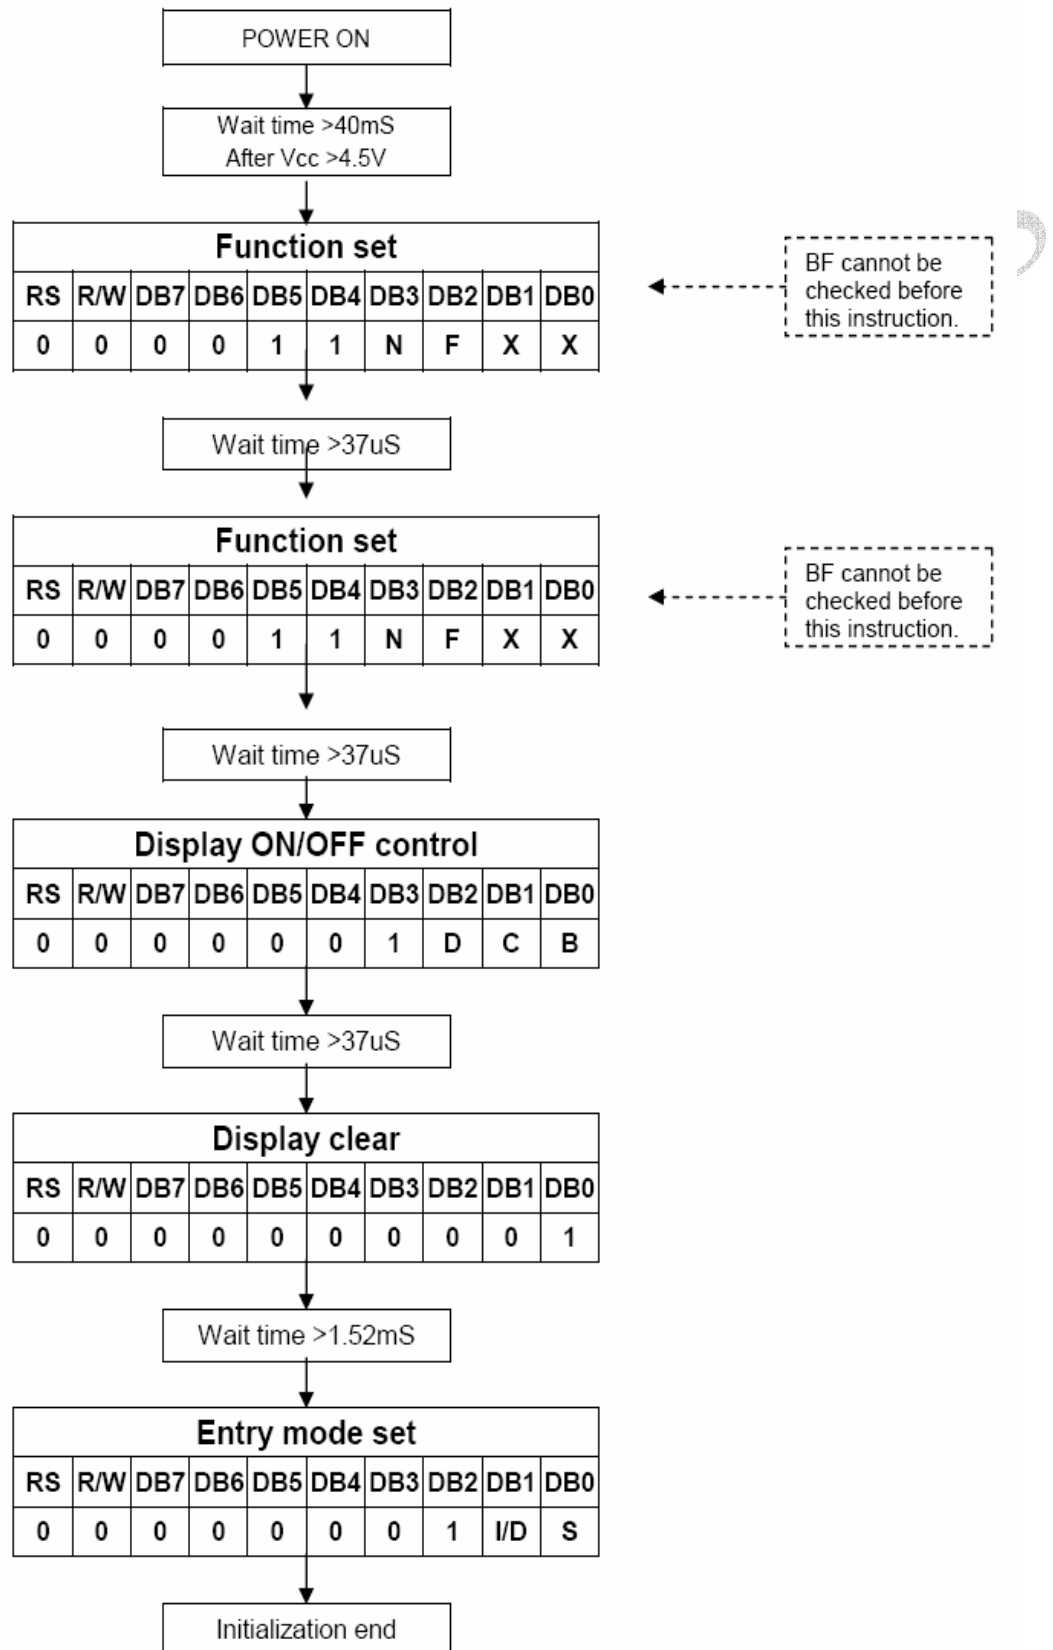 POWER ON
Wait time >40mS
After Vcc >4.5V
Function set
RS R/W DB7 DB6 DB5 DB4 DB3 DB2 DB1 DB0
0 0 0 0 1 1 N F X X
BF cannot be
checked before
this instruction.
Wait time >37uS
Function set
RS R/W DB7 DB6 DB5 DB4 DB3 DB2 DB1 DB0
0 0 0 0 1 1 N F X X
BF cannot be
checked before
this instruction.
Wait time >37uS
Display ON/OFF control
RS R/W DB7 DB6 DB5 DB4 DB3 DB2 DB1 DB0
0 0 0 0 0 0 1 D C B
Wait time >37uS
Display clear
RS R/W DB7 DB6 DB5 DB4 DB3 DB2 DB1 DB0
0 0 0 0 0 0 0 0 0 1
Wait time >1.52mS
Entry mode set
RS R/W DB7 DB6 DB5 DB4 DB3 DB2 DB1 DB0
0 0 0 0 0 0 0 1 I/D S
Initialization end